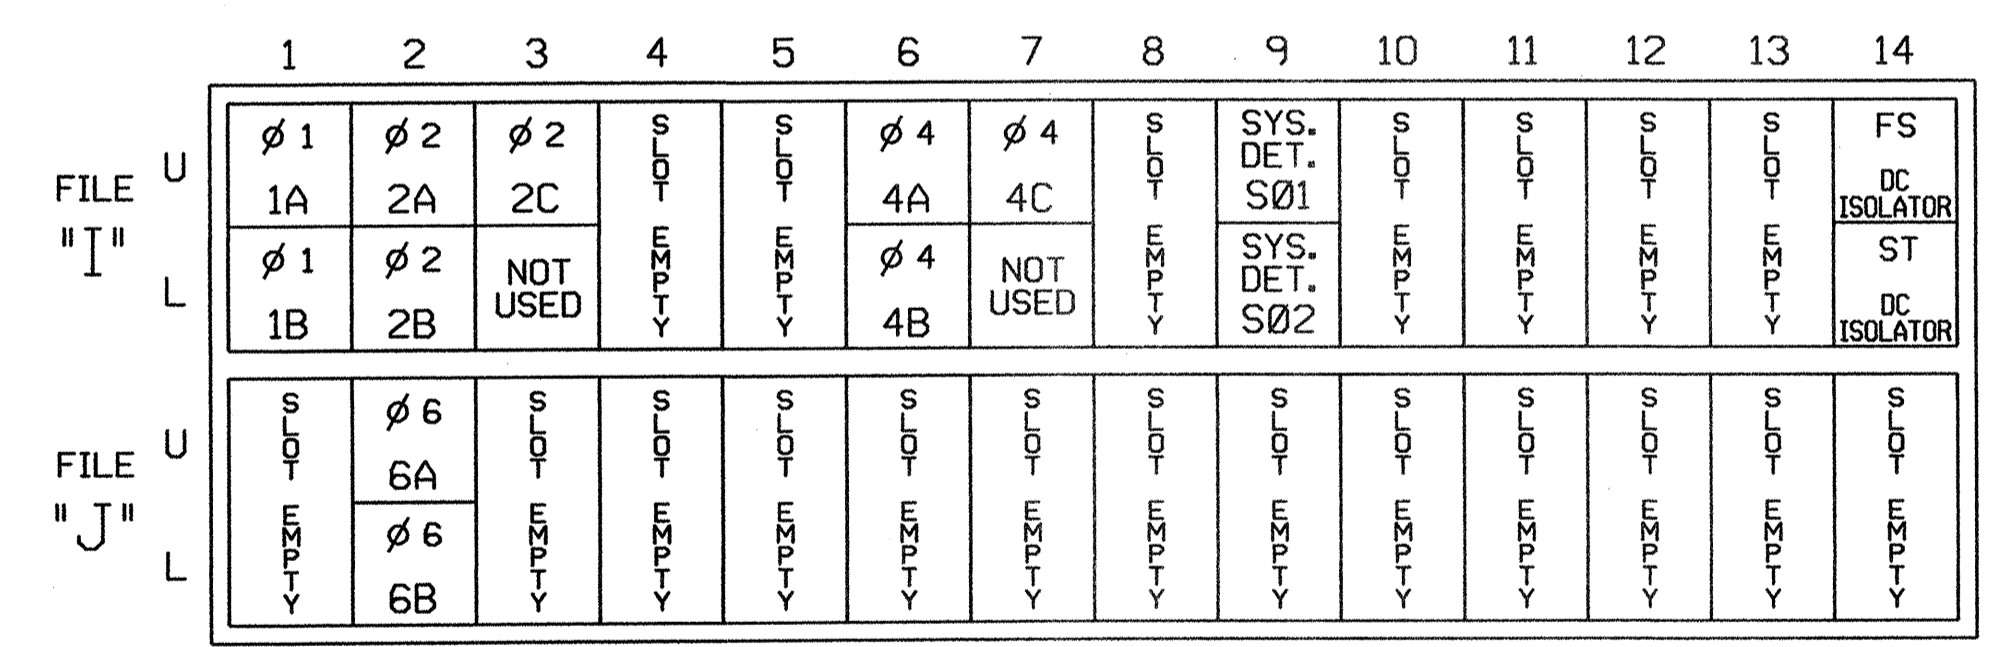 1 2 3 4 5 6 7 8 9 10 11 12 13 14
FILE "I"
U
L
ø 1 1A
ø 2 2A
ø 2 2C
SLOT EMPTY
SLOT EMPTY
ø 4 4A
ø 4 4C
SLOT EMPTY
SYS. DET. SØ1
SLOT EMPTY
SLOT EMPTY
SLOT EMPTY
SLOT EMPTY
FS DC ISOLATOR
ø 1 1B
ø 2 2B
NOT USED
ø 4 4B
NOT USED
SYS. DET. SØ2
ST DC ISOLATOR
FILE "J"
U
L
SLOT EMPTY
ø 6 6A
SLOT EMPTY
SLOT EMPTY
SLOT EMPTY
SLOT EMPTY
SLOT EMPTY
SLOT EMPTY
SLOT EMPTY
SLOT EMPTY
SLOT EMPTY
SLOT EMPTY
SLOT EMPTY
SLOT EMPTY
ø 6 6B